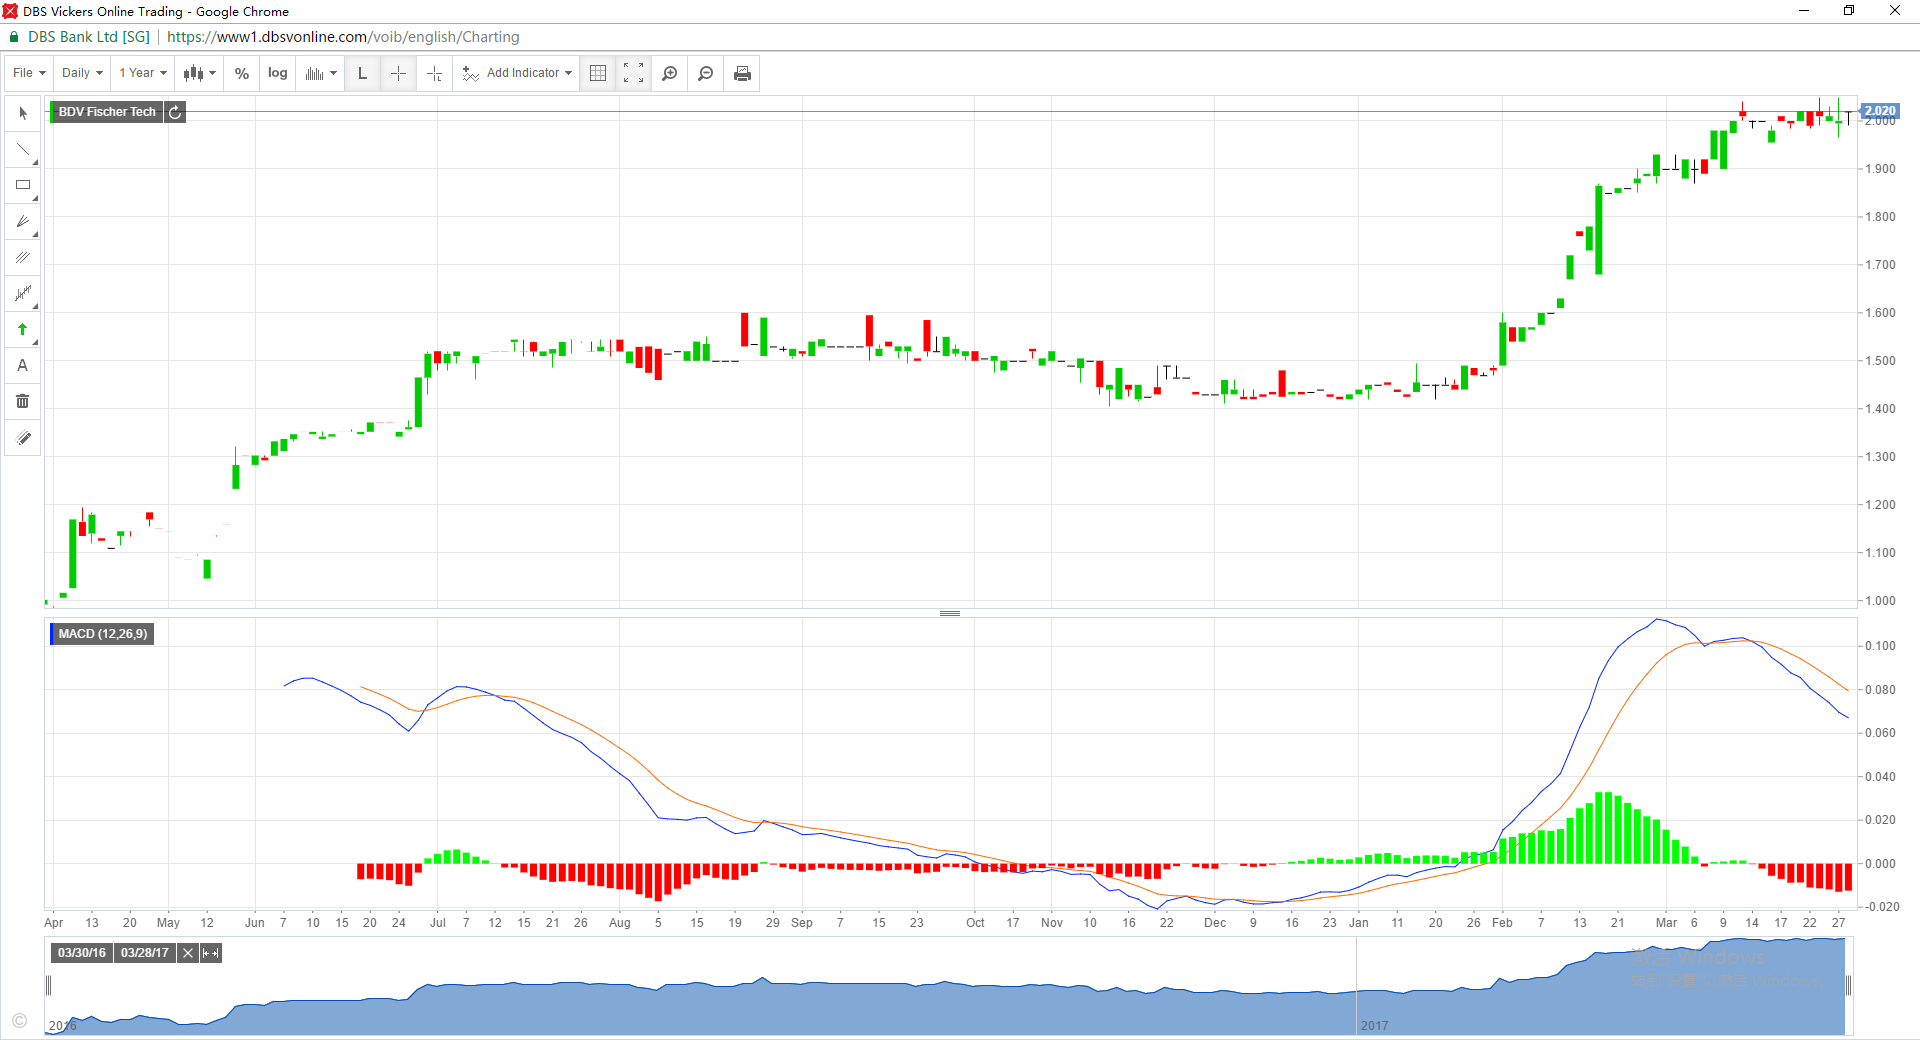 DBS Vickers Online Trading - Google Chrome
DBS Bank Ltd [SG] | https://www1.dbsvonline.com/voib/english/Charting
File Daily 1 Year % log L Add Indicator
BDV Fischer Tech
A
2.020
2.000
1.900
1.800
1.700
1.600
1.500
1.400
1.300
1.200
1.100
1.000
MACD (12,26,9)
0.100
0.080
0.060
0.040
0.020
0.000
-0.020
Apr 13 20 May 12 Jun 7 12 15 20 24 Jul 7 12 15 21 26 Aug 5 15 19 29 Sep 7 15 23 Oct 17 Nov 10 16 22 Dec 9 16 23 Jan 11 20 26 Feb 7 13 21 Mar 6 9 14 17 22 27
03/30/16 03/28/17
Windows
Windows
© 2016 2017